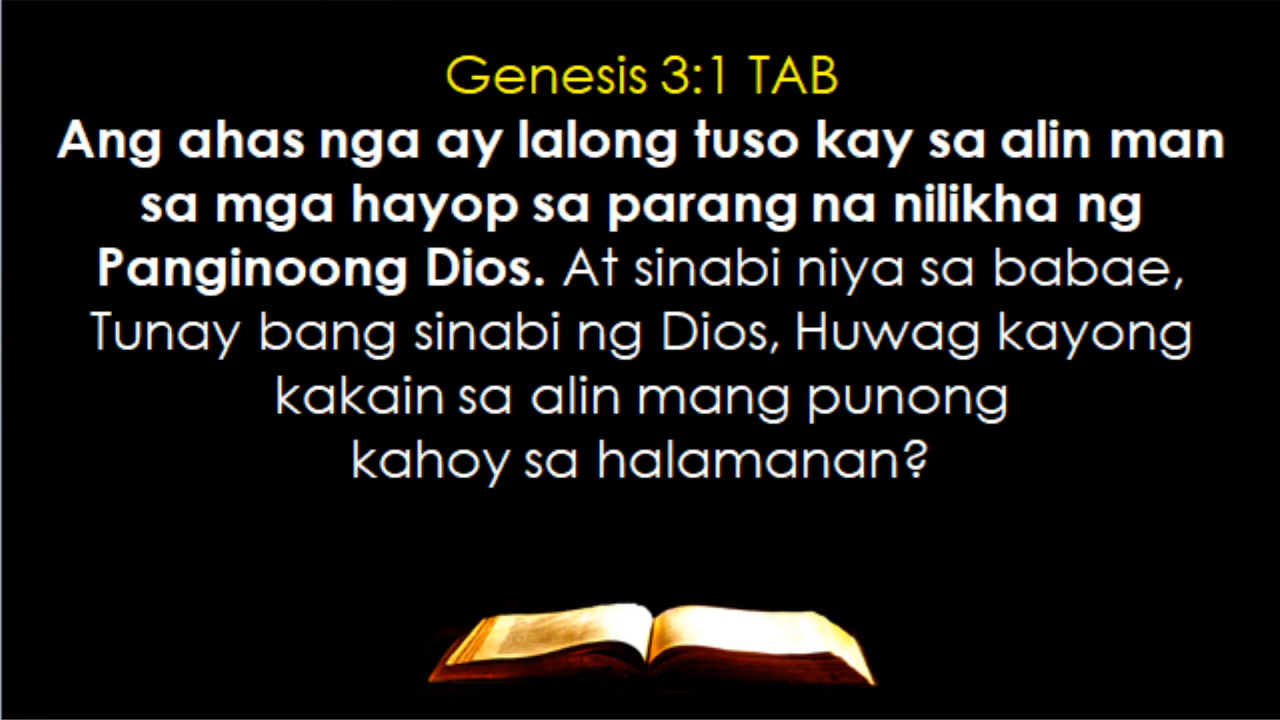 Genesis 3:1 TAB
Ang ahas nga ay lalong tuso kay sa alin man
sa mga hayop sa parang na nilikha ng
Panginoong Dios. At sinabi niya sa babae,
Tunay bang sinabi ng Dios, Huwag kayong
kakain sa alin mang punong
kahoy sa halamanan?